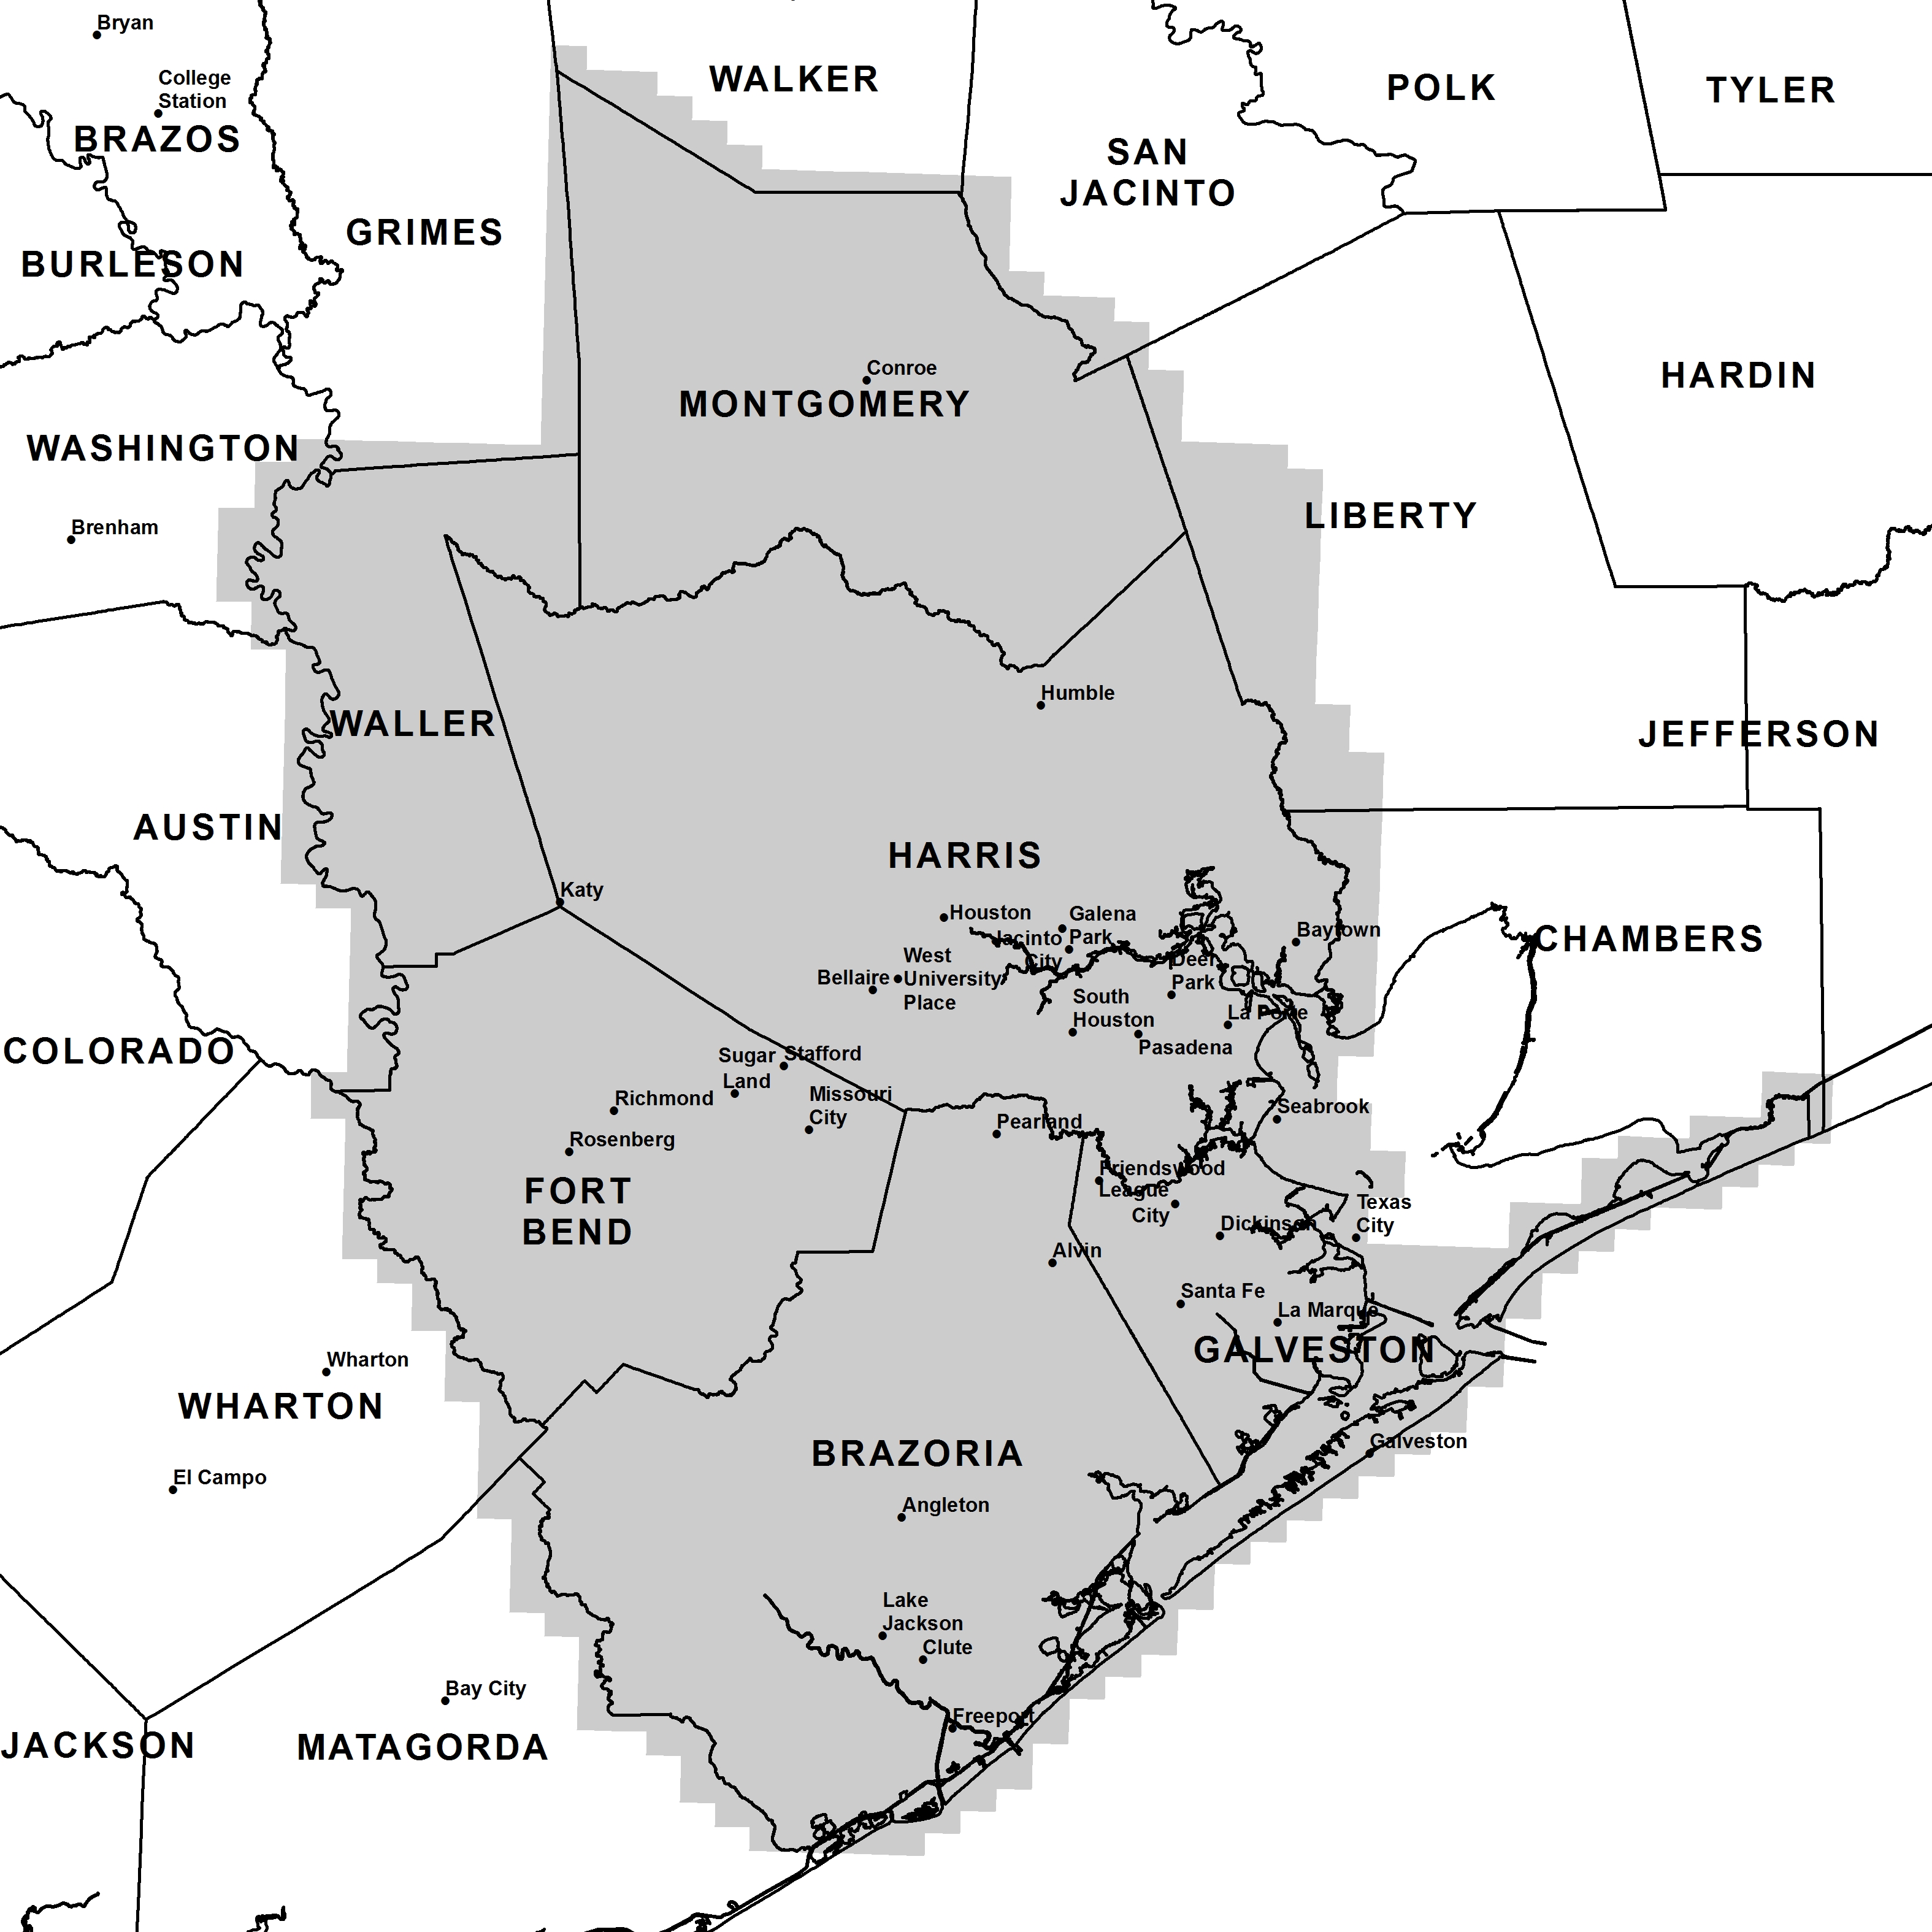 Bryan
College
Station
BRAZOS
WALKER
POLK
TYLER
SAN
JACINTO
GRIMES
BURLESON
Conroe
MONTGOMERY
HARDIN
WASHINGTON
Brenham
LIBERTY
Humble
WALLER
JEFFERSON
AUSTIN
HARRIS
Katy
Houston
Galena
Park
Jacinto
City
Baytown
CHAMBERS
West
University
Place
Bellaire
Deer
Park
South
Houston
La Porte
Pasadena
COLORADO
Sugar
Land
Stafford
Missouri
City
Richmond
Rosenberg
Seabrook
Pearland
Friendswood
League
City
FORT
BEND
Texas
City
Dickinson
Alvin
Santa Fe
La Marque
GALVESTON
Wharton
WHARTON
Galveston
BRAZORIA
El Campo
Angleton
Lake
Jackson
Clute
Bay City
Freeport
JACKSON
MATAGORDA